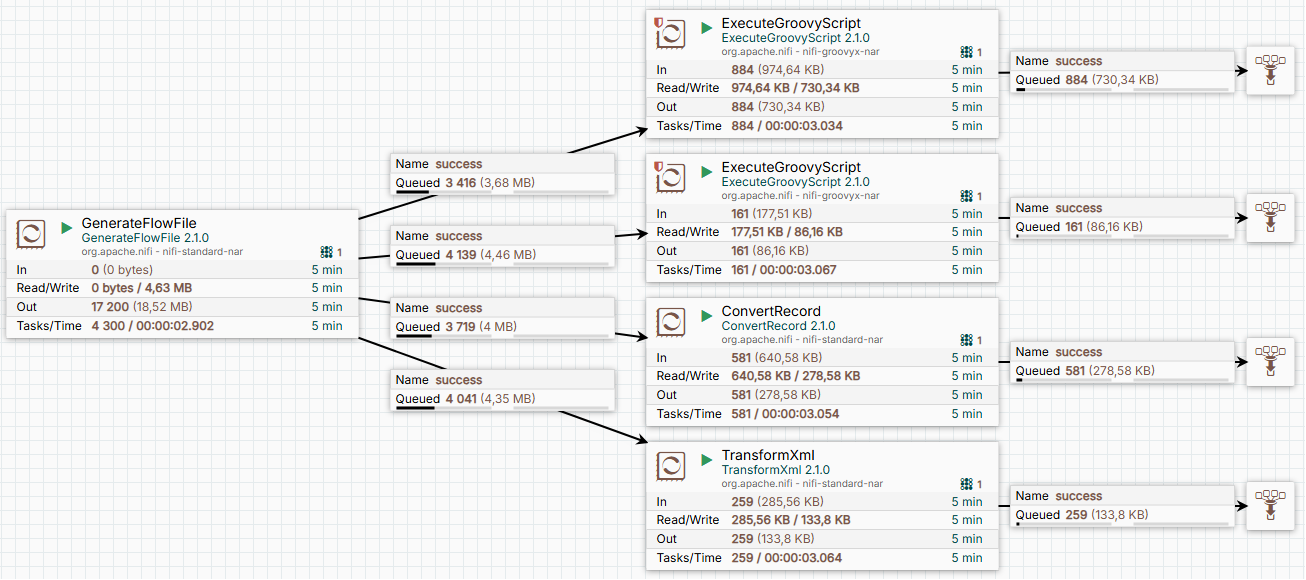 GenerateFlowFile
GenerateFlowFile 2.1.0
org.apache.nifi - nifi-standard-nar
1
In 0 (0 bytes) 5 min
Read/Write 0 bytes / 4,63 MB 5 min
Out 17 200 (18,52 MB) 5 min
Tasks/Time 4 300 / 00:00:02.902 5 min
Name success
Queued 3 416 (3,68 MB)
Name success
Queued 4 139 (4,46 MB)
Name success
Queued 3 719 (4 MB)
Name success
Queued 4 041 (4,35 MB)
ExecuteGroovyScript
ExecuteGroovyScript 2.1.0
org.apache.nifi - nifi-groovyx-nar
1
In 884 (974,64 KB) 5 min
Read/Write 974,64 KB / 730,34 KB 5 min
Out 884 (730,34 KB) 5 min
Tasks/Time 884 / 00:00:03.034 5 min
Name success
Queued 884 (730,34 KB)
ExecuteGroovyScript
ExecuteGroovyScript 2.1.0
org.apache.nifi - nifi-groovyx-nar
1
In 161 (177,51 KB) 5 min
Read/Write 177,51 KB / 86,16 KB 5 min
Out 161 (86,16 KB) 5 min
Tasks/Time 161 / 00:00:03.067 5 min
Name success
Queued 161 (86,16 KB)
ConvertRecord
ConvertRecord 2.1.0
org.apache.nifi - nifi-standard-nar
1
In 581 (640,58 KB) 5 min
Read/Write 640,58 KB / 278,58 KB 5 min
Out 581 (278,58 KB) 5 min
Tasks/Time 581 / 00:00:03.054 5 min
Name success
Queued 581 (278,58 KB)
TransformXml
TransformXml 2.1.0
org.apache.nifi - nifi-standard-nar
1
In 259 (285,56 KB) 5 min
Read/Write 285,56 KB / 133,8 KB 5 min
Out 259 (133,8 KB) 5 min
Tasks/Time 259 / 00:00:03.064 5 min
Name success
Queued 259 (133,8 KB)